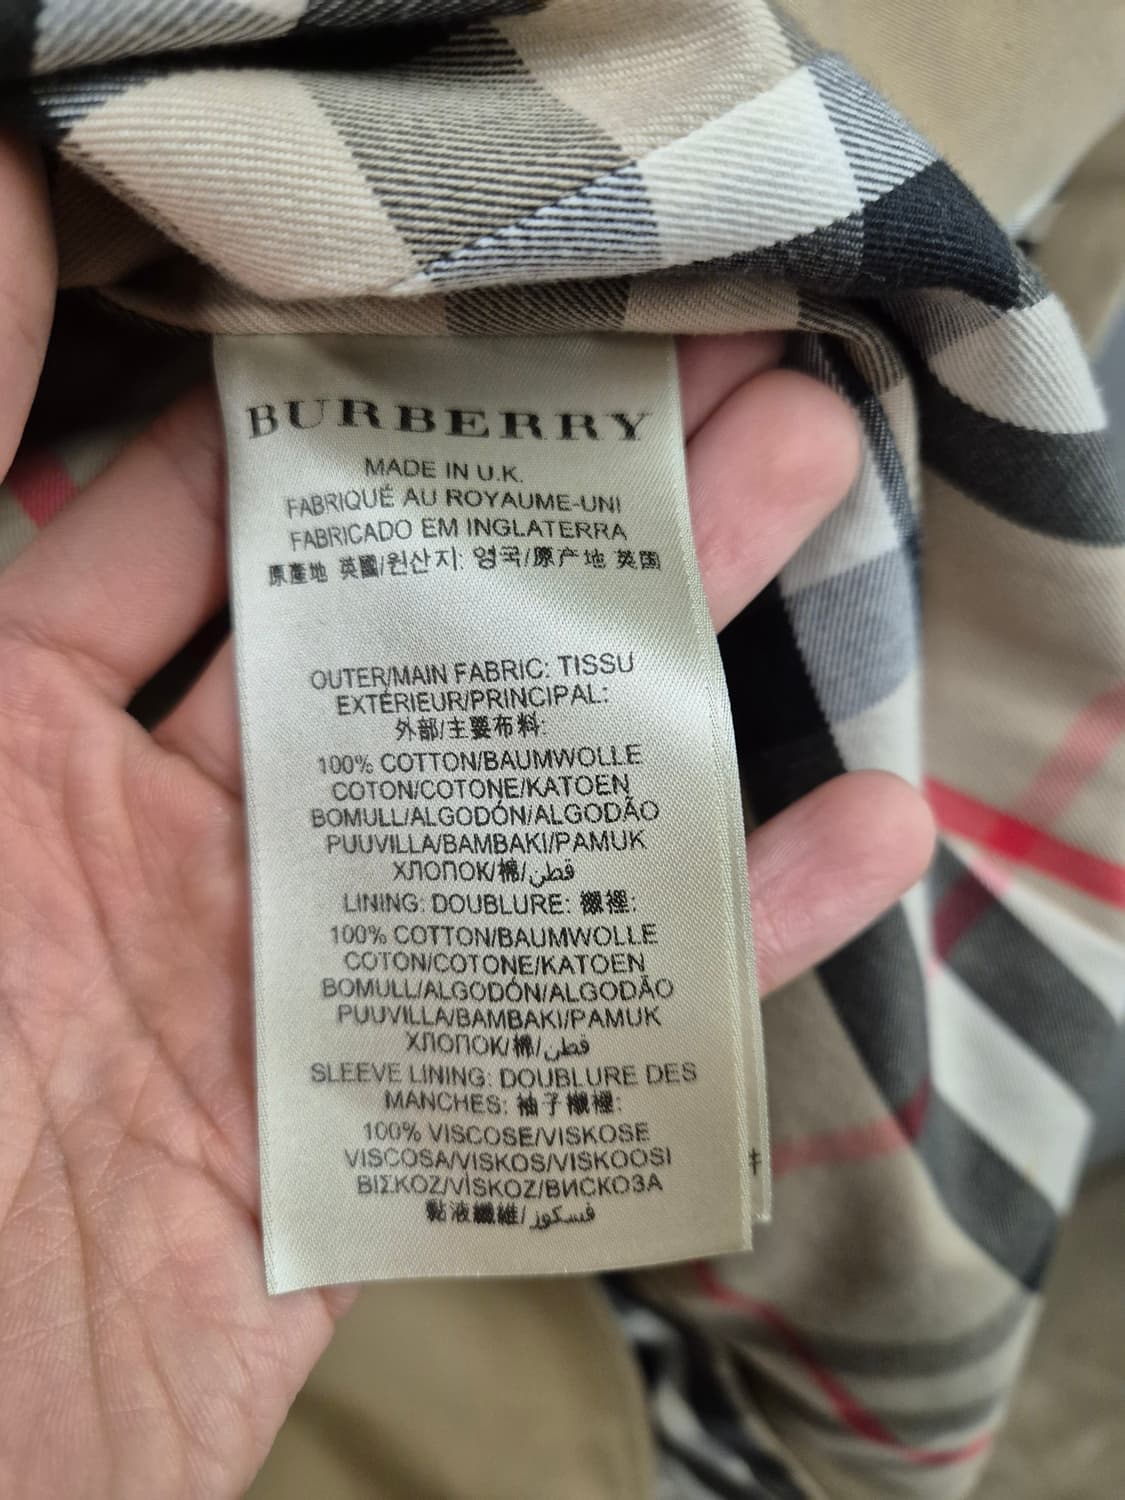 BURBERRY
MADE IN U.K.
FABRIQUÉ AU ROYAUME-UNI
FABRICADO EM INGLATERRA
原產地 英國/원산지: 영국/原产地 英国
OUTER/MAIN FABRIC: TISSU
EXTÉRIEUR/PRINCIPAL:
外部/主要布料:
100% COTTON/BAUMWOLLE
COTON/COTONE/KATOEN
BOMULL/ALGODÓN/ALGODÃO
PUUVILLA/BAMBAKI/PAMUK
ХЛОПОК/棉/قطن
LINING: DOUBLURE: 襯裡:
100% COTTON/BAUMWOLLE
COTON/COTONE/KATOEN
BOMULL/ALGODÓN/ALGODÃO
PUUVILLA/BAMBAKI/PAMUK
ХЛОПОК/棉/قطن
SLEEVE LINING: DOUBLURE DES
MANCHES: 袖子襯裡:
100% VISCOSE/VISKOSE
VISCOSA/VISKOS/VISKOOSI
ΒΙΣΚΟΖ/VİSKOZ/ВИСКОЗА
黏液纖維/فسكوز